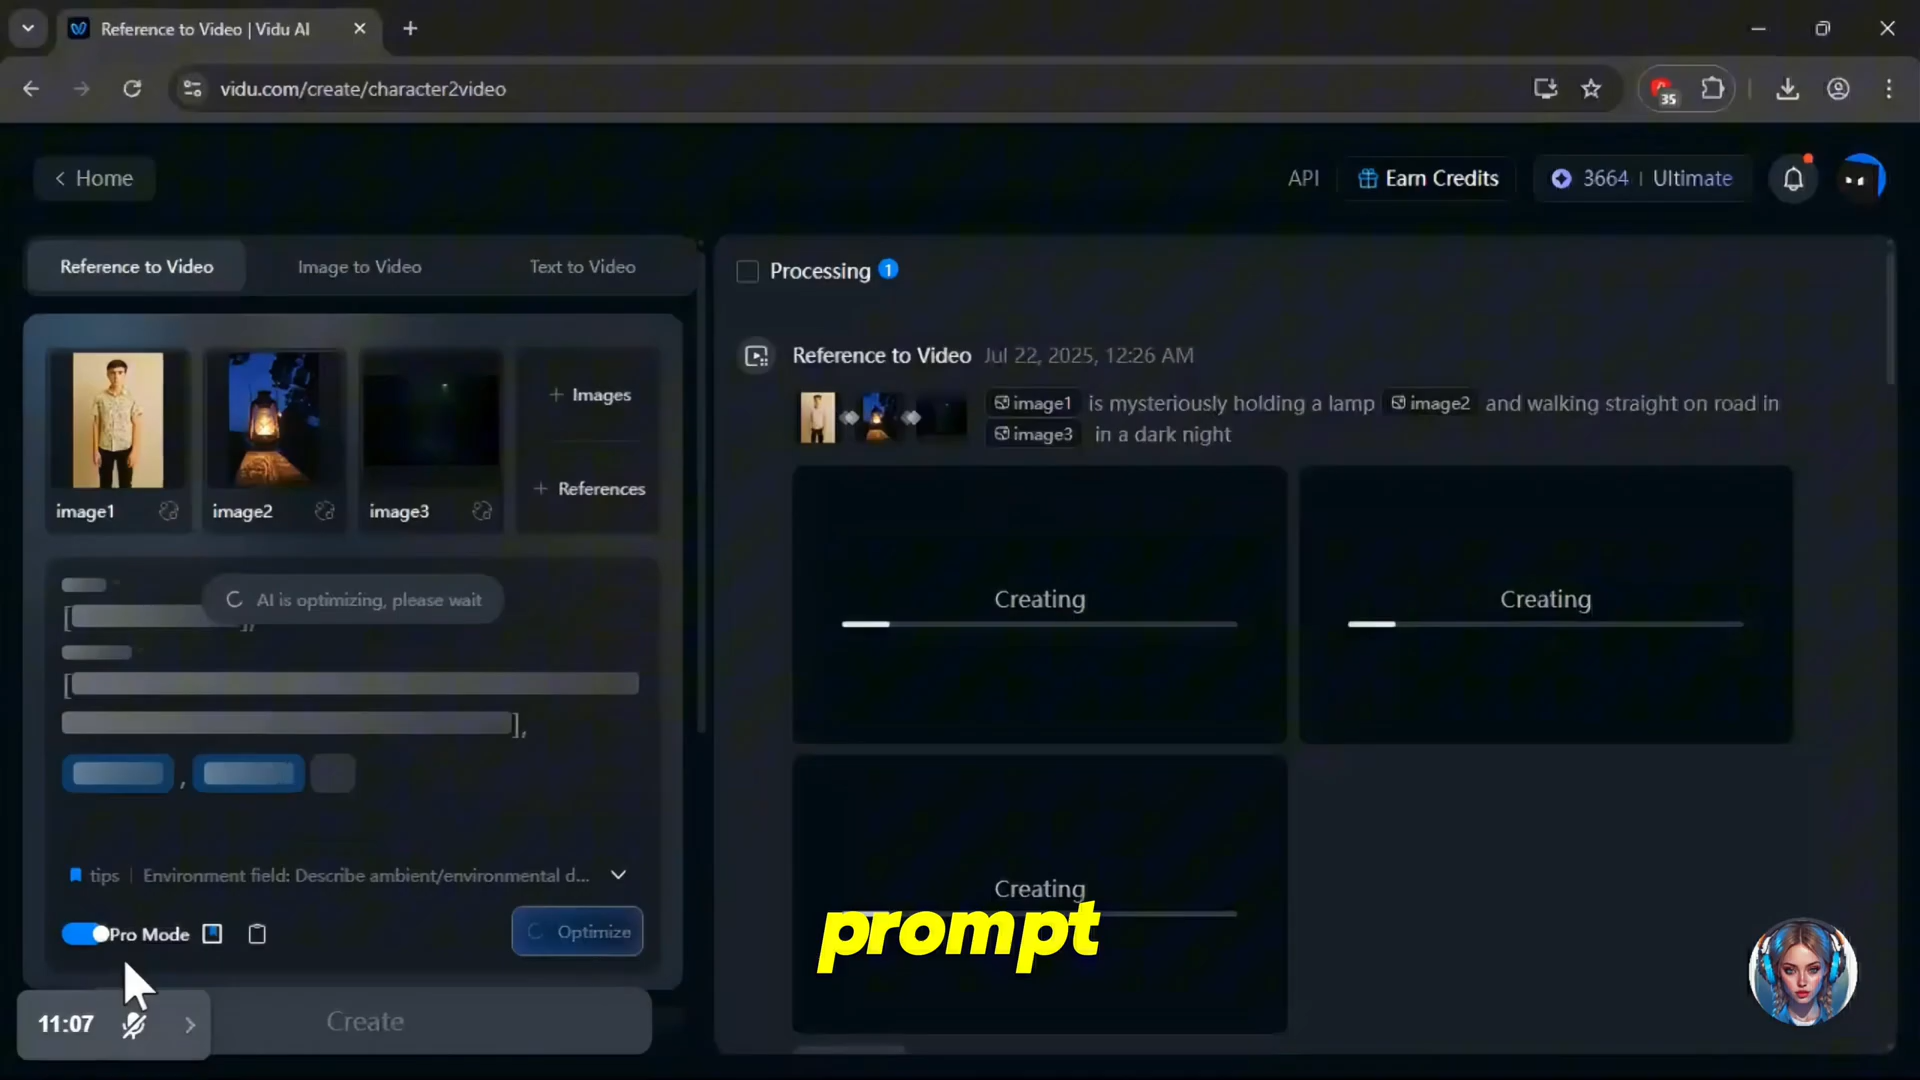 Reference to Video | Vidu AI
vidu.com/create/character2video
35
Home
API
Earn Credits
3664 | Ultimate
Reference to Video
Image to Video
Text to Video
image1
image2
image3
+ Images
+ References
AI is optimizing, please wait
tips | Environment field: Describe ambient/environmental d...
Pro Mode
Optimize
11:07
Create
Processing 1
Reference to Video Jul 22, 2025, 12:26 AM
image1 is mysteriously holding a lamp image2 and walking straight on road in
image3 in a dark night
Creating
Creating
Creating
prompt